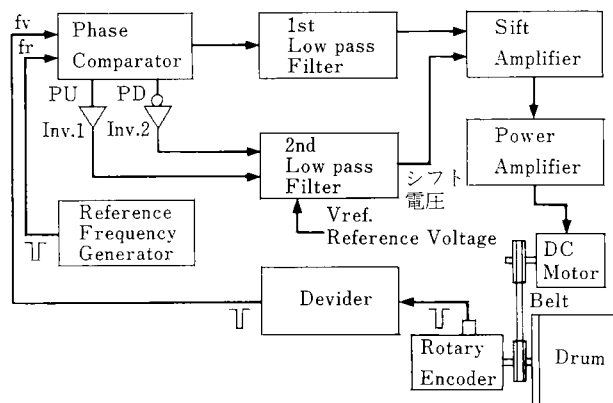 fv
fr
Phase
Comparator
1st
Low pass
Filter
Sift
Amplifier
PU
PD
Inv.1
Inv.2
2nd
Low pass
Filter
シフト
電圧
Power
Amplifier
Vref.
Reference Voltage
Reference
Frequency
Generator
DC
Motor
Belt
Devider
Rotary
Encoder
Drum